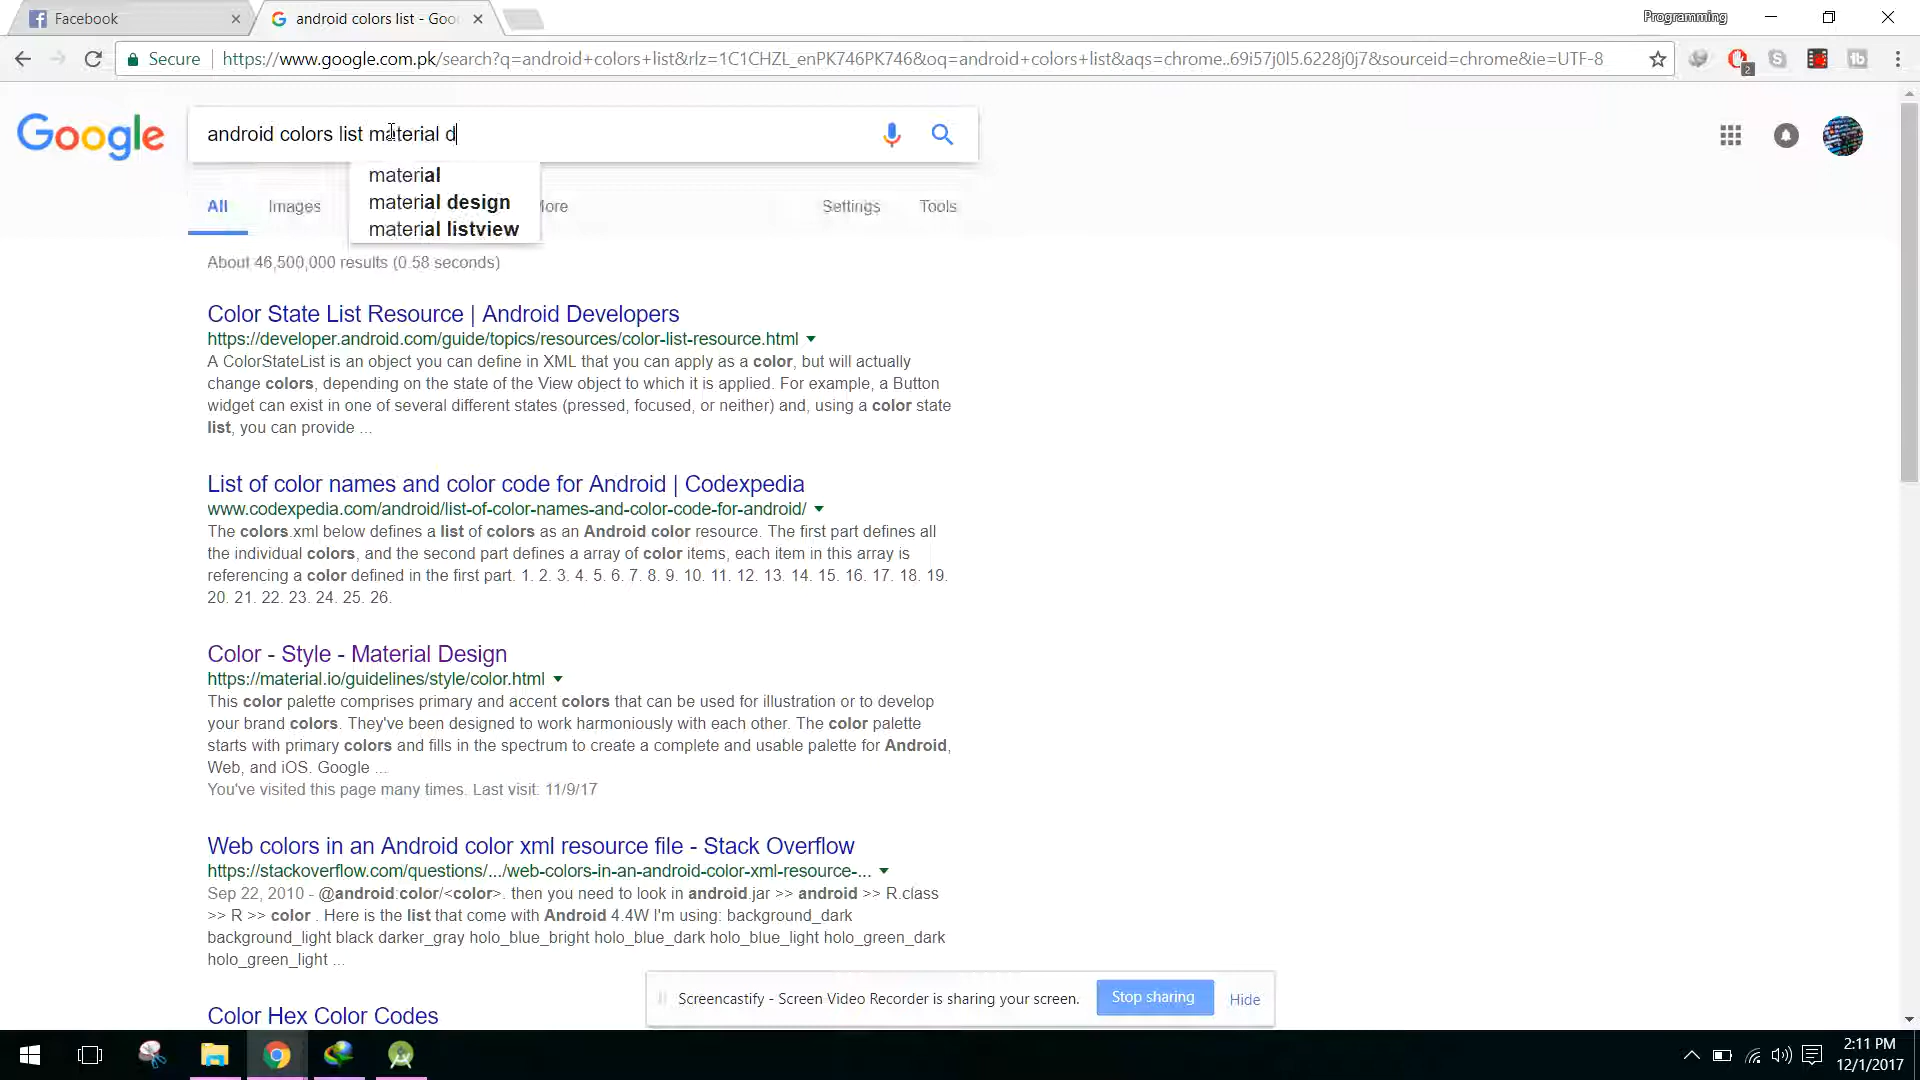 Facebook
android colors list - Goo
Programming
Secure
https://www.google.com.pk/search?q=android+colors+list&rlz=1C1CHZL_enPK746PK746&oq=android+colors+list&aqs=chrome..69i57j0l5.6228j0j7&sourceid=chrome&ie=UTF-8
2
Google
android colors list material d
material
material design
material listview
All
Images
More
Settings
Tools
About 46,500,000 results (0.58 seconds)
Color State List Resource | Android Developers
https://developer.android.com/guide/topics/resources/color-list-resource.html
A ColorStateList is an object you can define in XML that you can apply as a color, but will actually
change colors, depending on the state of the View object to which it is applied. For example, a Button
widget can exist in one of several different states (pressed, focused, or neither) and, using a color state
list, you can provide ...
List of color names and color code for Android | Codexpedia
www.codexpedia.com/android/list-of-color-names-and-color-code-for-android/
The colors.xml below defines a list of colors as an Android color resource. The first part defines all
the individual colors, and the second part defines a array of color items, each item in this array is
referencing a color defined in the first part. 1. 2. 3. 4. 5. 6. 7. 8. 9. 10. 11. 12. 13. 14. 15. 16. 17. 18. 19.
20. 21. 22. 23. 24. 25. 26.
Color - Style - Material Design
https://material.io/guidelines/style/color.html
This color palette comprises primary and accent colors that can be used for illustration or to develop
your brand colors. They've been designed to work harmoniously with each other. The color palette
starts with primary colors and fills in the spectrum to create a complete and usable palette for Android,
Web, and iOS. Google ...
You've visited this page many times. Last visit: 11/9/17
Web colors in an Android color xml resource file - Stack Overflow
https://stackoverflow.com/questions/.../web-colors-in-an-android-color-xml-resource-...
Sep 22, 2010 - @android:color/<color>. then you need to look in android.jar >> android >> R.class
>> R >> color . Here is the list that come with Android 4.4W I'm using: background_dark
background_light black darker_gray holo_blue_bright holo_blue_dark holo_blue_light holo_green_dark
holo_green_light ...
Color Hex Color Codes
Screencastify - Screen Video Recorder is sharing your screen.
Stop sharing
Hide
2:11 PM
12/1/2017